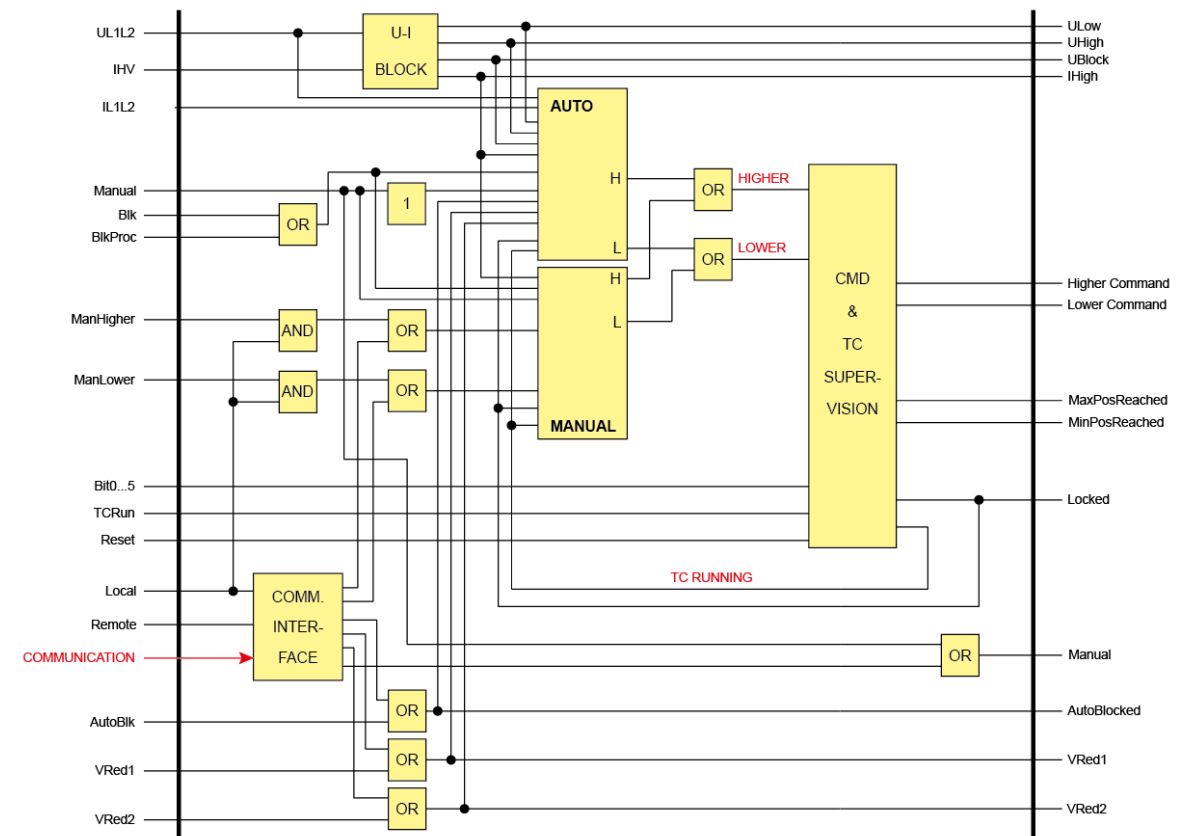 UL1L2
IHV
IL1L2
Manual
Blk
BlkProc
ManHigher
ManLower
Bit0...5
TCRun
Reset
Local
Remote
COMMUNICATION
AutoBlk
VRed1
VRed2
U-I
BLOCK
OR
1
AND
OR
AND
OR
COMM.
INTER-
FACE
OR
OR
OR
AUTO
H
L
H
L
MANUAL
OR
HIGHER
OR
LOWER
CMD
&
TC
SUPER-
VISION
TC RUNNING
OR
ULow
UHigh
UBlock
IHigh
Higher Command
Lower Command
MaxPosReached
MinPosReached
Locked
Manual
AutoBlocked
VRed1
VRed2